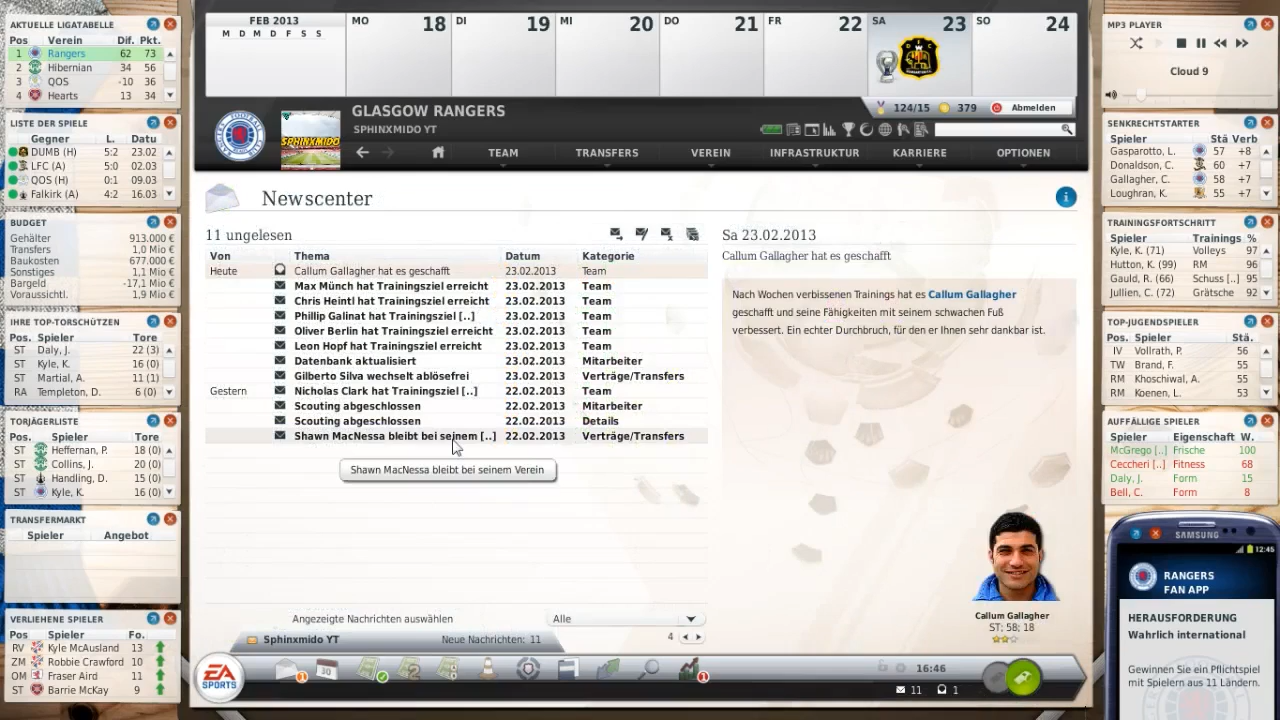 AKTUELLE LIGATABELLE
Pos Verein Dif. Pkt.
1 Rangers 62 73
2 Hibernian 34 56
3 QOS -10 36
4 Hearts 13 34
LISTE DER SPIELE
Gegner L. Datu
DUMB (H) 5:2 23.02
LFC (A) 5:0 02.03
QOS (H) 0:1 09.03
Falkirk (A) 4:2 16.03
BUDGET
Gehälter 913.000 €
Transfers 1,0 Mio €
Baukosten 677.000 €
Sonstiges 1,1 Mio €
Bargeld -17,1 Mio €
Voraussichtl. 1,9 Mio €
IHRE TOP-TORSCHÜTZEN
Pos. Spieler Tore
ST Daly, J. 22 (3)
ST Kyle, K. 16 (0)
ST Martial, A. 11 (1)
RA Templeton, D. 6 (0)
TORJÄGERLISTE
Pos. Spieler Tore
ST Heffernan, P. 18 (0)
ST Collins, J. 20 (0)
ST Handling, D. 15 (0)
ST Kyle, K. 16 (0)
TRANSFERMARKT
Spieler Angebot
VERLIEHENE SPIELER
Pos Spieler Fo.
RV Kyle McAusland 13
ZM Robbie Crawford 10
OM Fraser Aird 11
ST Barrie McKay 9
FEB 2013
M D M D F S S
MO 18 DI 19 MI 20 DO 21 FR 22 SA 23 SO 24
GLASGOW RANGERS
SPHINXMIDO YT
SPHINXMIDO
124/15 379 Abmelden
TEAM TRANSFERS VEREIN INFRASTRUKTUR KARRIERE OPTIONEN
Newscenter
11 ungelesen
Von Thema Datum Kategorie
Heute Callum Gallagher hat es geschafft 23.02.2013 Team
Max Münch hat Trainingsziel erreicht 23.02.2013 Team
Chris Heintl hat Trainingsziel erreicht 23.02.2013 Team
Phillip Galinat hat Trainingsziel [..] 23.02.2013 Team
Oliver Berlin hat Trainingsziel erreicht 23.02.2013 Team
Leon Hopf hat Trainingsziel erreicht 23.02.2013 Team
Datenbank aktualisiert 23.02.2013 Mitarbeiter
Gilberto Silva wechselt ablösefrei 23.02.2013 Verträge/Transfers
Gestern Nicholas Clark hat Trainingsziel [..] 22.02.2013 Team
Scouting abgeschlossen 22.02.2013 Mitarbeiter
Scouting abgeschlossen 22.02.2013 Details
Shawn MacNessa bleibt bei seinem [..] 22.02.2013 Verträge/Transfers
Shawn MacNessa bleibt bei seinem Verein
Sa 23.02.2013
Callum Gallagher hat es geschafft
Nach Wochen verbissenen Trainings hat es Callum Gallagher
geschafft und seine Fähigkeiten mit seinem schwachen Fuß
verbessert. Ein echter Durchbruch, für den er Ihnen sehr dankbar ist.
Callum Gallagher
ST; 58; 18
Angezeigte Nachrichten auswählen Alle
Sphinxmido YT Neue Nachrichten: 11 4
EA SPORTS
30
2
1
1
16:46
11 1
MP3 PLAYER
Cloud 9
SENKRECHTSTARTER
Spieler Stä Verb
Gasparotto, L. 57 +8
Donaldson, C. 60 +7
Gallagher, C. 58 +7
Loughran, K. 55 +7
TRAININGSFORTSCHRITT
Spieler Trainings %
Kyle, K. (71) Volleys 97
Hutton, K. (99) RM 96
Gauld, R. (66) Schuss [..] 95
Jullien, C. (72) Grätsche 92
TOP-JUGENDSPIELER
Pos. Spieler Stä.
IV Vollrath, P. 56
TW Brand, F. 55
RM Khoschiwal, A. 55
RM Koenen, L. 53
AUFFÄLLIGE SPIELER
Spieler Eigenschaft W.
McGrego [..] Frische 100
Ceccheri [..] Fitness 68
Daly, J. Form 15
Bell, C. Form 8
SAMSUNG
12:46
RANGERS
FAN APP
HERAUSFORDERUNG
Wahrlich international
Gewinnen Sie ein Pflichtspiel
mit Spielern aus 11 Ländern.